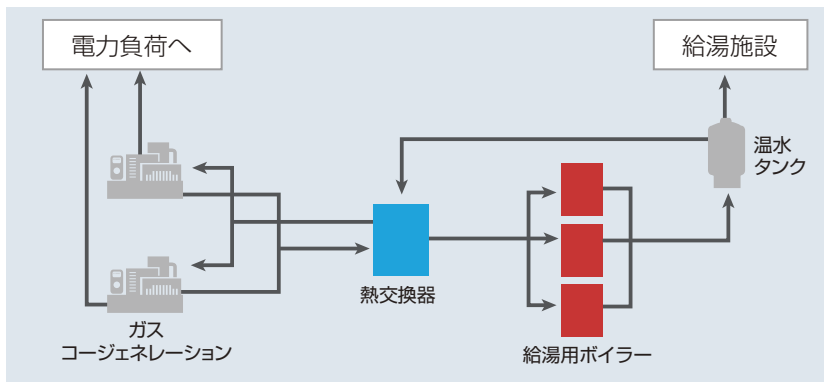 電力負荷へ
給湯施設
温水
タンク
熱交換器
ガス
コージェネレーション
給湯用ボイラー